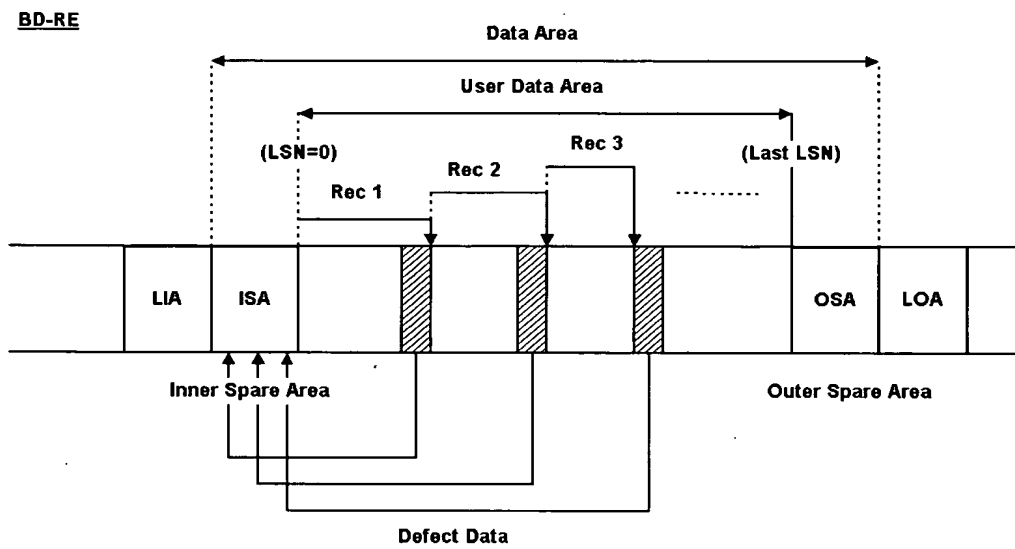 BD-RE
Data Area
User Data Area
(LSN=0)
Rec 1
Rec 2
Rec 3
(Last LSN)
LIA
ISA
OSA
LOA
Inner Spare Area
Outer Spare Area
Defect Data